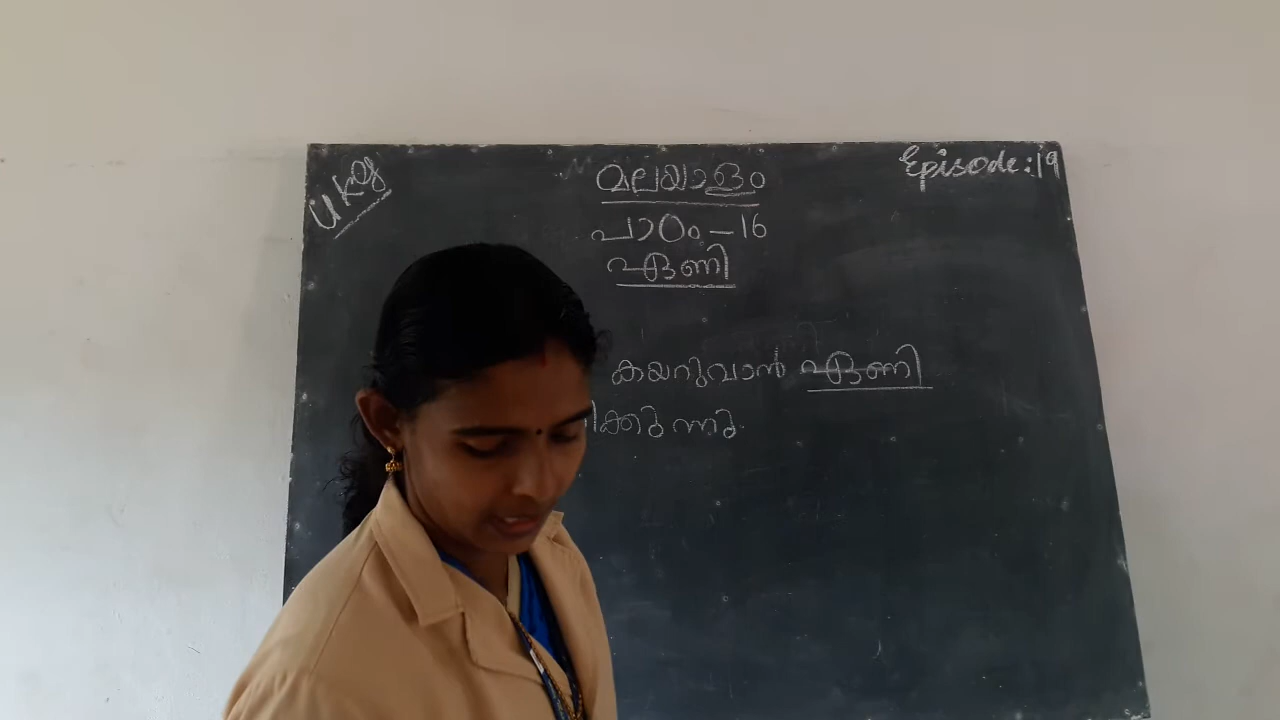 Ukg
മലയാളം
Episode:19
പാഠം-16
ഏണി
കയറുവാൻ ഏണി
ിക്കുന്നു.